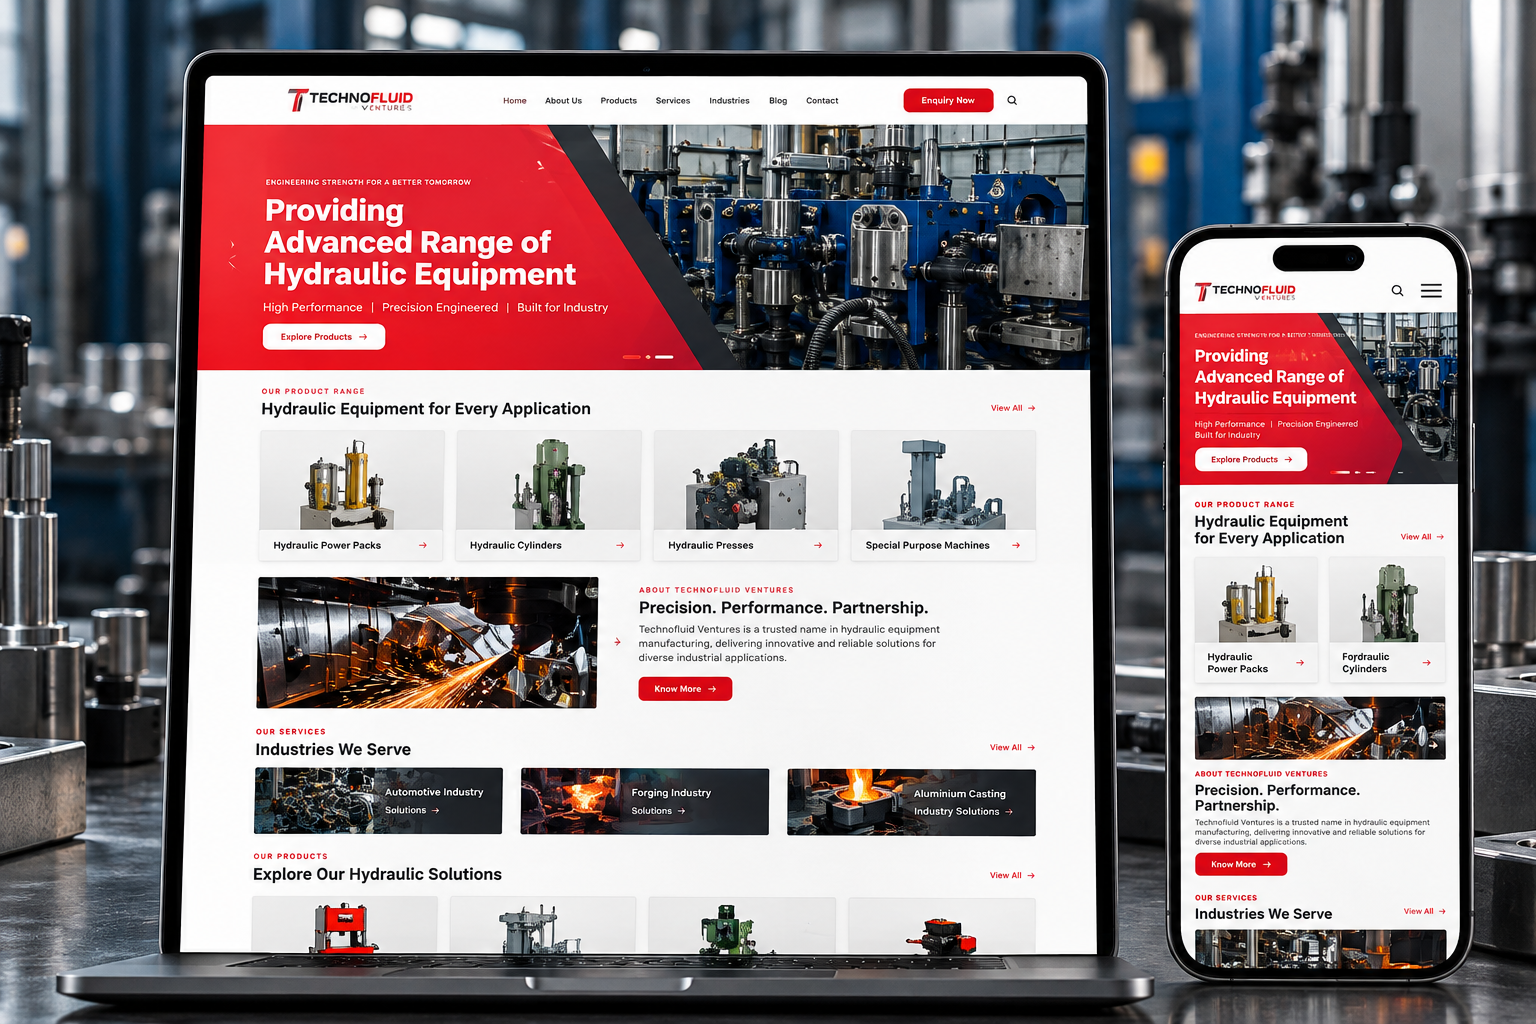 TECHNOFLUID
VENTURES
Home About Us Products Services Industries Blog Contact
Enquiry Now
ENGINEERING STRENGTH FOR A BETTER TOMORROW
Providing
Advanced Range of
Hydraulic Equipment
High Performance | Precision Engineered | Built for Industry
Explore Products →
OUR PRODUCT RANGE
Hydraulic Equipment for Every Application
View All →
Hydraulic Power Packs →
Hydraulic Cylinders →
Hydraulic Presses →
Special Purpose Machines →
ABOUT TECHNOFLUID VENTURES
Precision. Performance. Partnership.
Technofluid Ventures is a trusted name in hydraulic equipment
manufacturing, delivering innovative and reliable solutions for
diverse industrial applications.
Know More →
OUR SERVICES
Industries We Serve
View All →
Automotive Industry
Solutions →
Forging Industry
Solutions →
Aluminium Casting
Industry Solutions →
OUR PRODUCTS
Explore Our Hydraulic Solutions
View All →
TECHNOFLUID
VENTURES
ENGINEERING STRENGTH FOR A BETTER
Providing
Advanced Range of
Hydraulic Equipment
High Performance | Precision Engineered
Built for Industry
Explore Products →
OUR PRODUCT RANGE
Hydraulic Equipment
for Every Application
View All →
Hydraulic
Power Packs →
Fordraulic
Cylinders →
ABOUT TECHNOFLUID VENTURES
Precision. Performance.
Partnership.
Technofluid Ventures is a trusted name in hydraulic equipment
manufacturing, delivering innovative and reliable solutions for
diverse industrial applications.
Know More →
OUR SERVICES
Industries We Serve
View All →